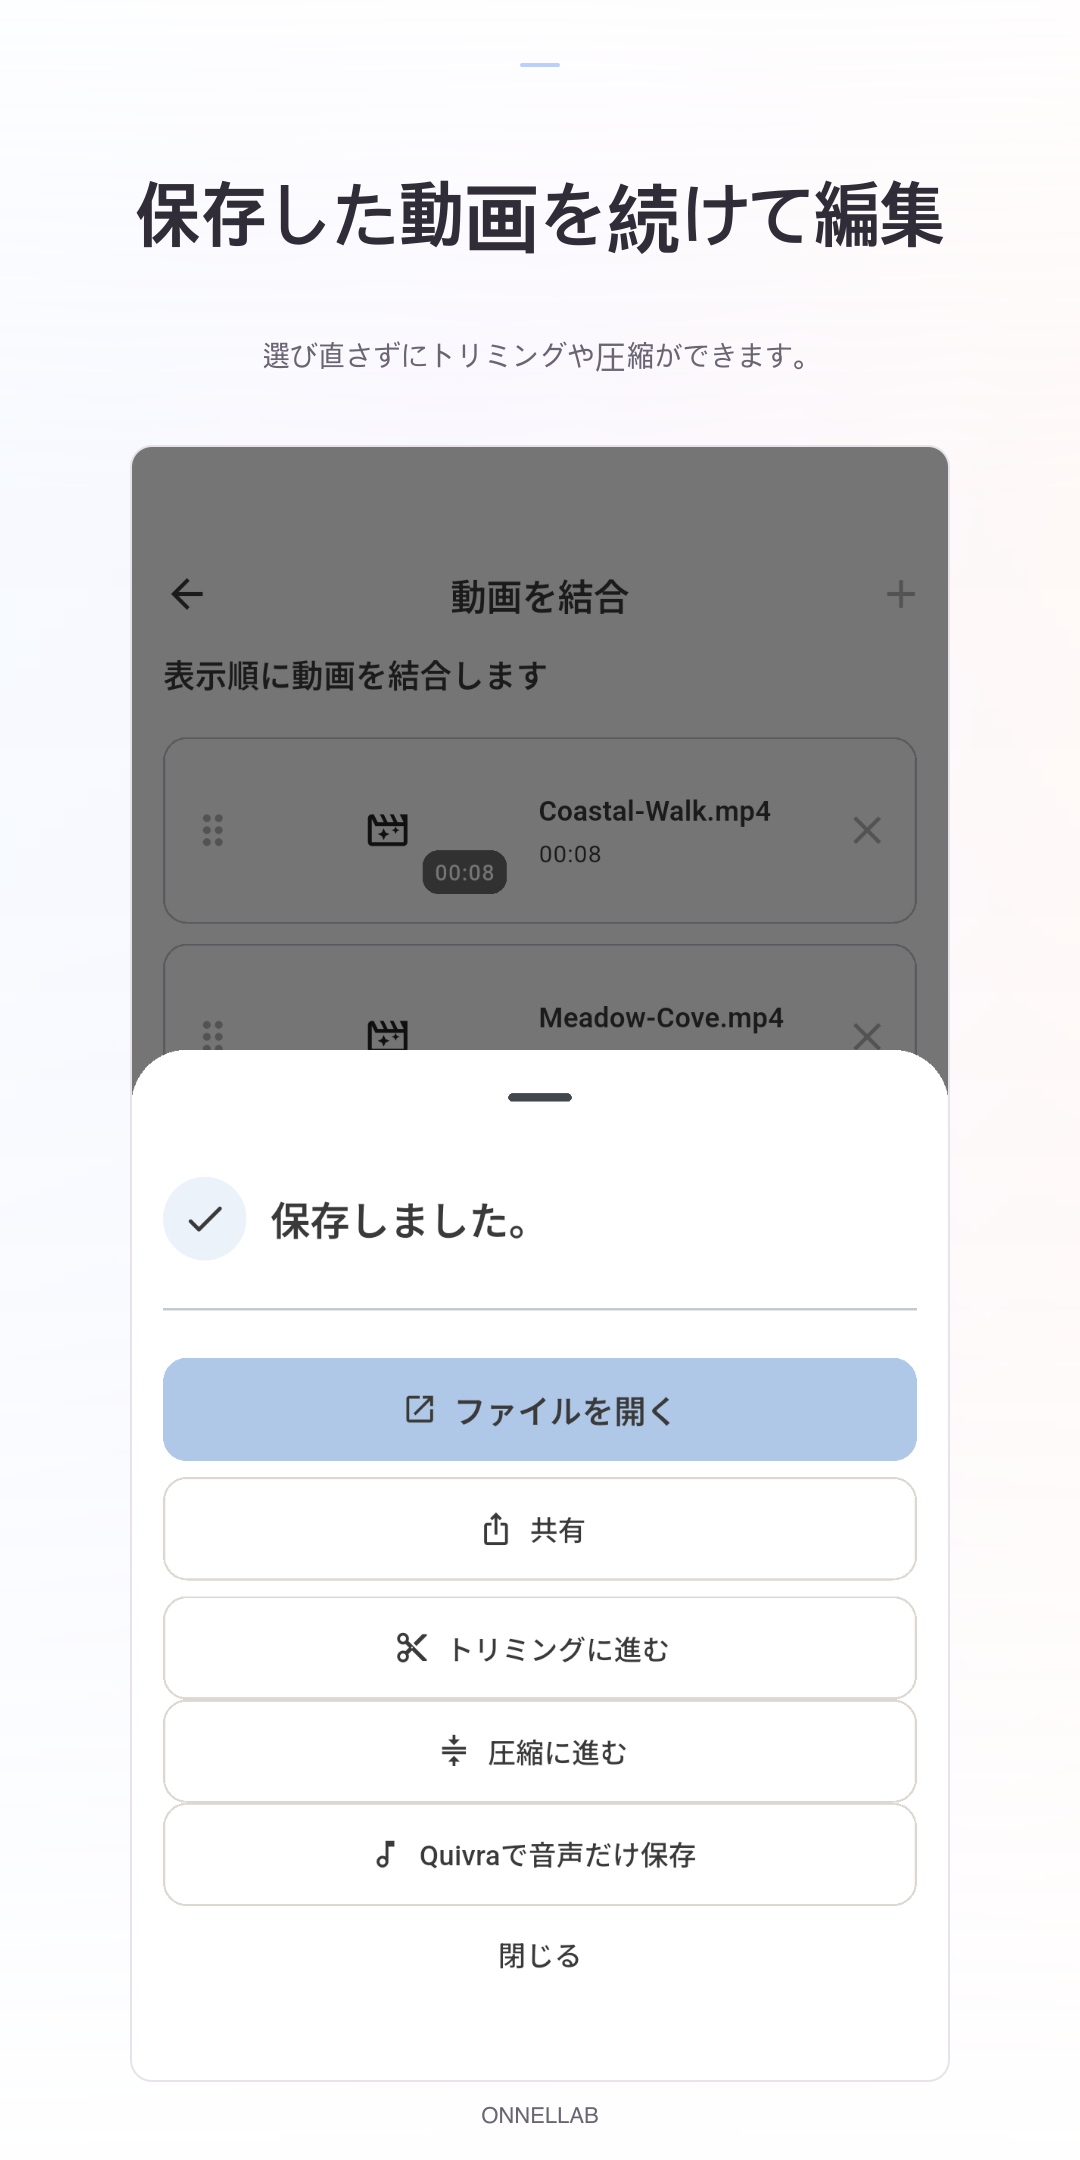 保存した動画を続けて編集
選び直さずにトリミングや圧縮ができます。
動画を結合
表示順に動画を結合します
Coastal-Walk.mp4
00:08
00:08
Meadow-Cove.mp4
保存しました。
ファイルを開く
共有
トリミングに進む
圧縮に進む
Quivraで音声だけ保存
閉じる
ONNELLAB